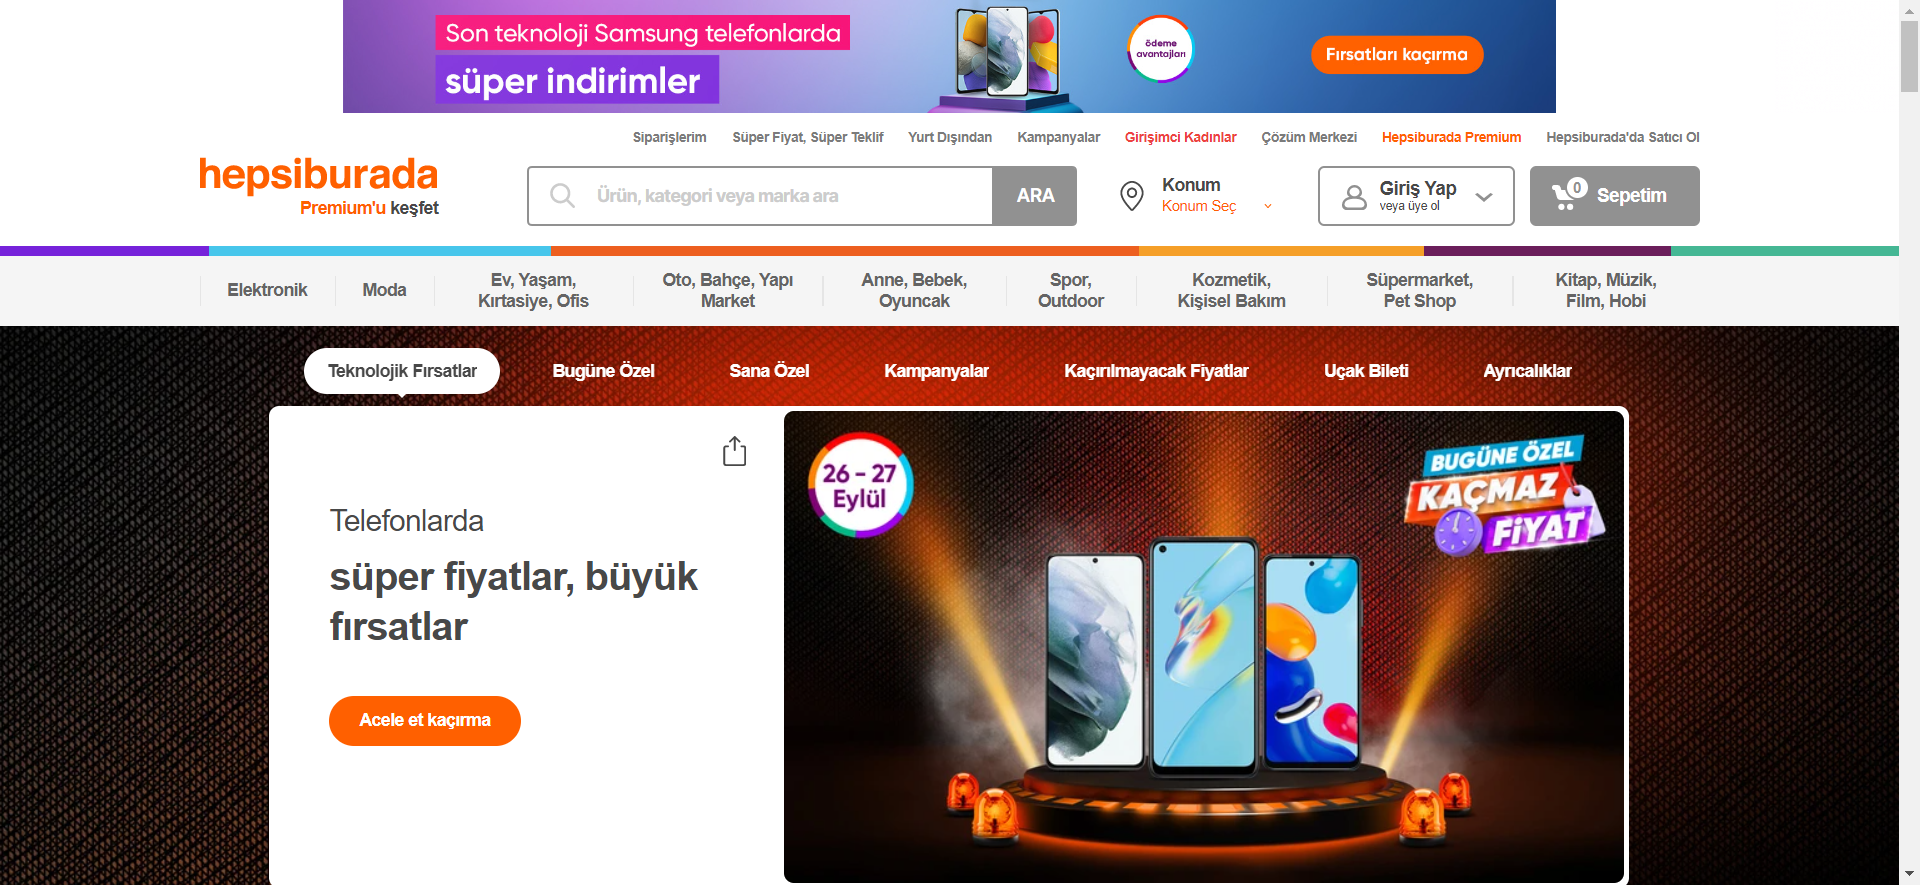 Son teknoloji Samsung telefonlarda
süper indirimler
ödeme
avantajları
Fırsatları kaçırma
Siparişlerim Süper Fiyat, Süper Teklif Yurt Dışından Kampanyalar Girişimci Kadınlar Çözüm Merkezi Hepsiburada Premium Hepsiburada'da Satıcı Ol
hepsiburada
Premium'u keşfet
Ürün, kategori veya marka ara
ARA
Konum
Konum Seç
Giriş Yap
veya üye ol
0
Sepetim
Elektronik
Moda
Ev, Yaşam,
Kırtasiye, Ofis
Oto, Bahçe, Yapı
Market
Anne, Bebek,
Oyuncak
Spor,
Outdoor
Kozmetik,
Kişisel Bakım
Süpermarket,
Pet Shop
Kitap, Müzik,
Film, Hobi
Teknolojik Fırsatlar Bugüne Özel Sana Özel Kampanyalar Kaçırılmayacak Fiyatlar Uçak Bileti Ayrıcalıklar
Telefonlarda
süper fiyatlar, büyük
fırsatlar
Acele et kaçırma
26 - 27
Eylül
BUGÜNE ÖZEL
KAÇMAZ
FİYAT